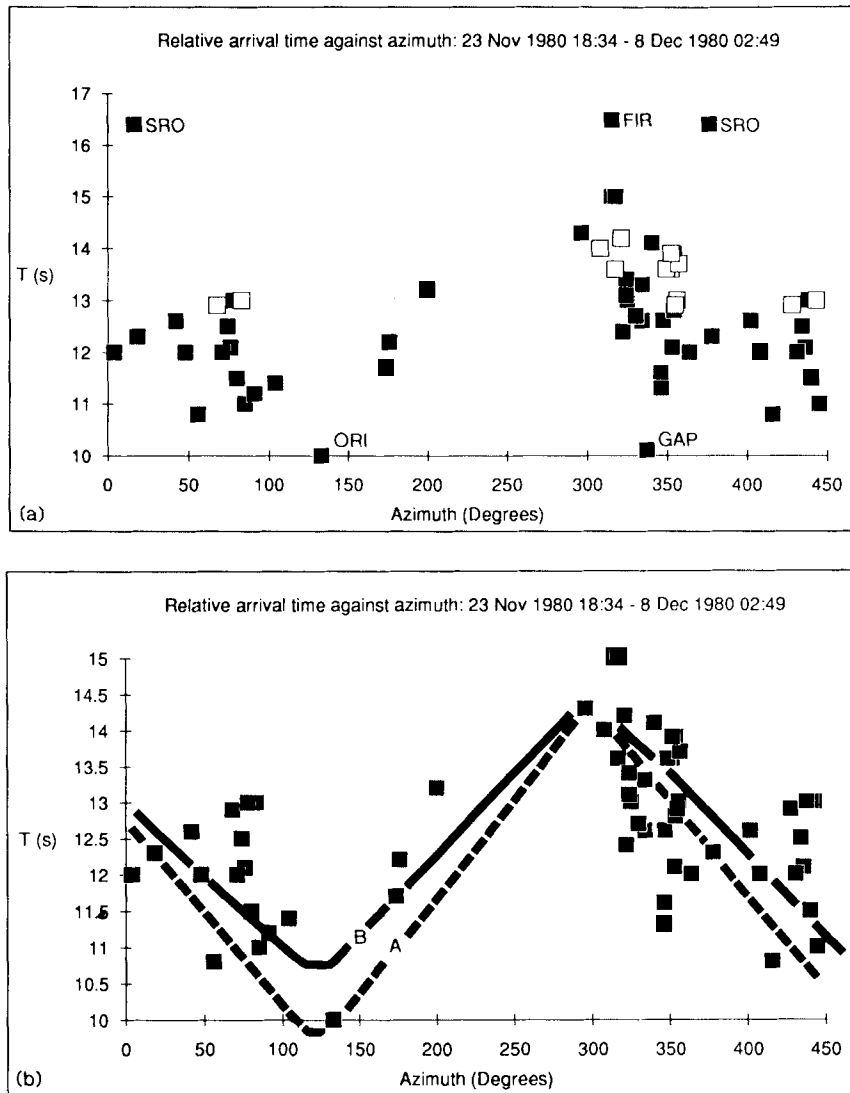 Relative arrival time against azimuth: 23 Nov 1980 18:34 - 8 Dec 1980 02:49
17
SRO
FIR
SRO
16
15
14
T (s)
13
12
11
ORI
GAP
10
0 50 100 150 200 250 300 350 400 450
(a)
Azimuth (Degrees)
Relative arrival time against azimuth: 23 Nov 1980 18:34 - 8 Dec 1980 02:49
15
14.5
14
13.5
13
T (s)
12.5
12
11.5
B
A
11
10.5
10
0 50 100 150 200 250 300 350 400 450
(b)
Azimuth (Degrees)